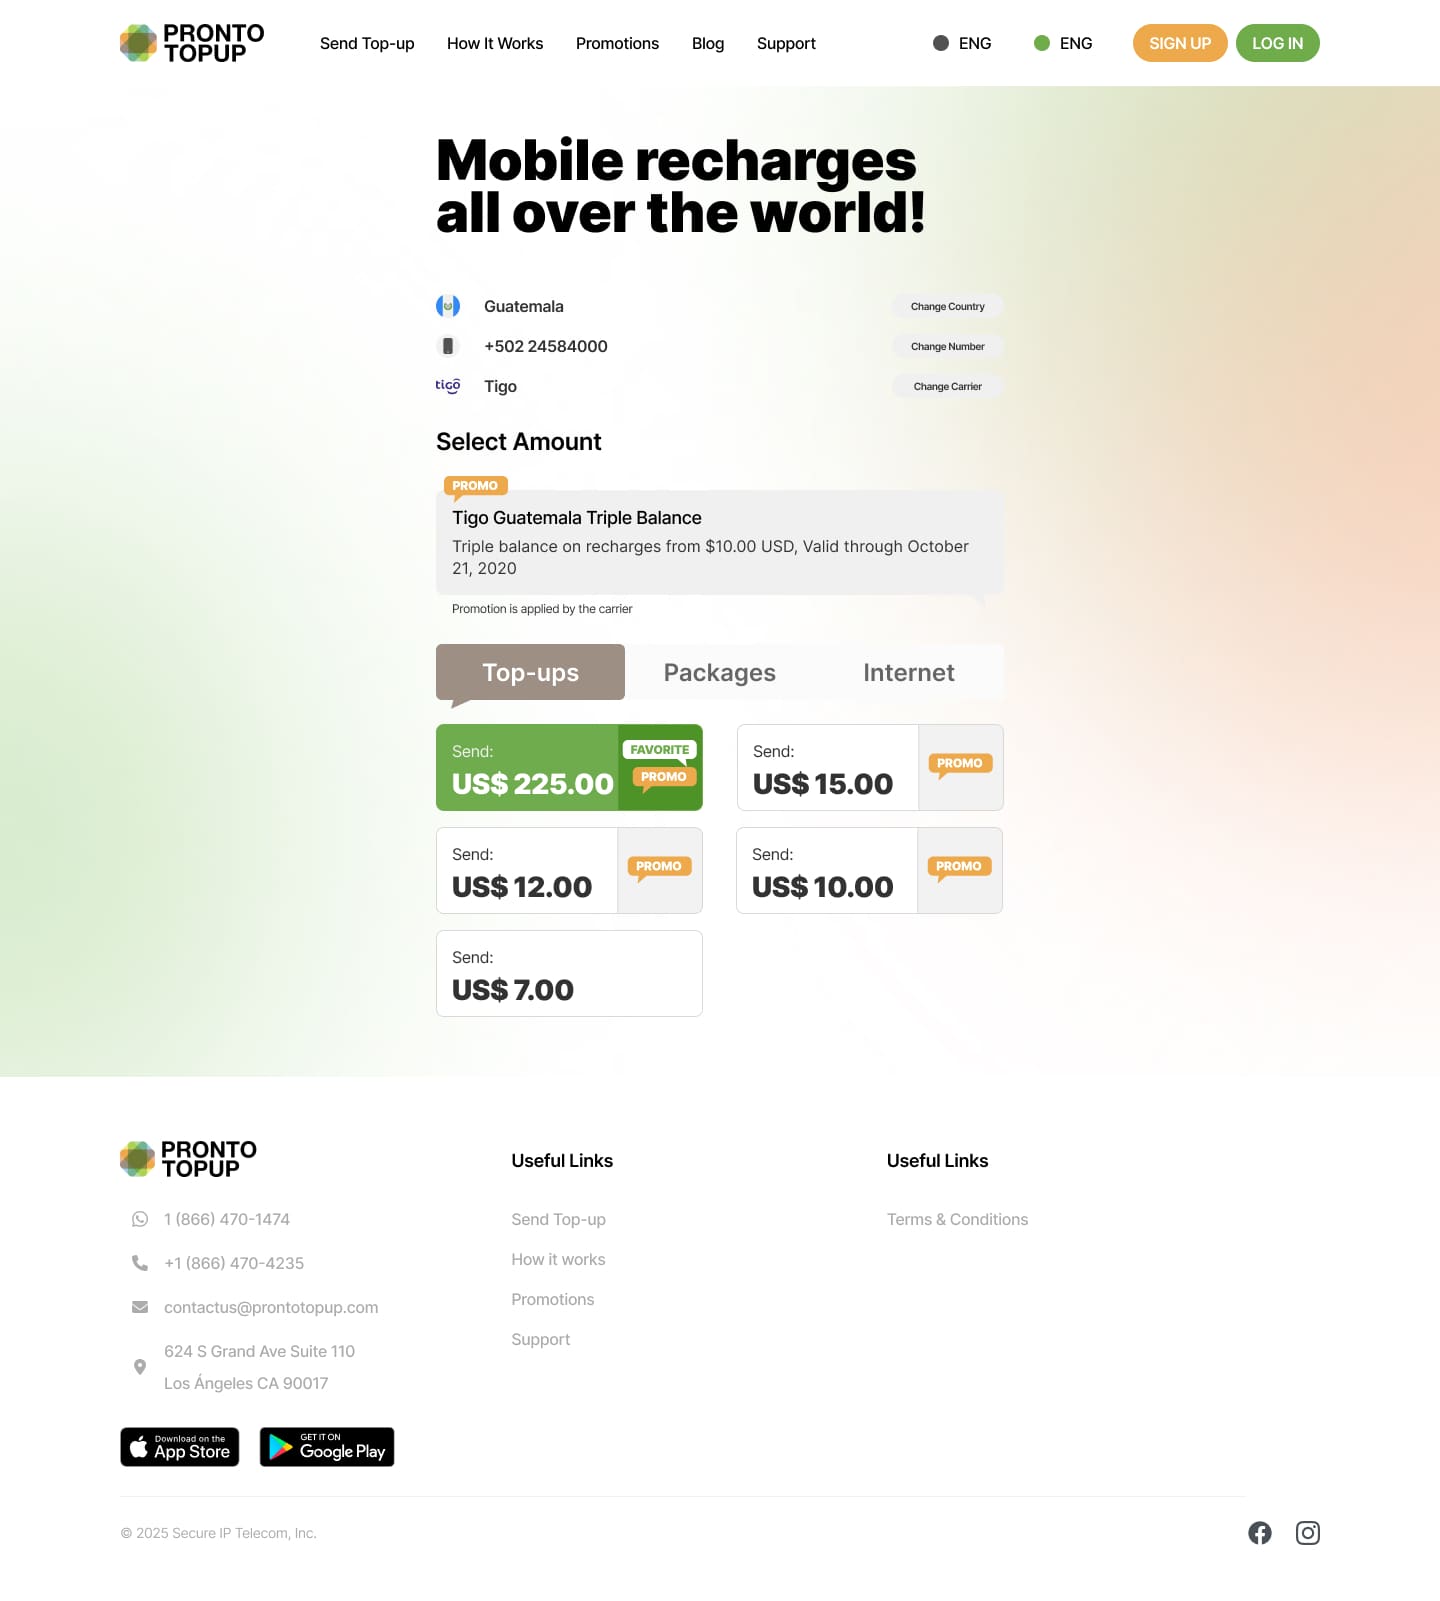 PRONTO
TOPUP
Send Top-up
How It Works
Promotions
Blog
Support
ENG
ENG
SIGN UP
LOG IN
Mobile recharges
all over the world!
Guatemala
Change Country
+502 24584000
Change Number
tigo
Tigo
Change Carrier
Select Amount
PROMO
Tigo Guatemala Triple Balance
Triple balance on recharges from $10.00 USD, Valid through October
21, 2020
Promotion is applied by the carrier
Top-ups
Packages
Internet
Send:
US$ 225.00
FAVORITE
PROMO
Send:
US$ 15.00
PROMO
Send:
US$ 12.00
PROMO
Send:
US$ 10.00
PROMO
Send:
US$ 7.00
PRONTO
TOPUP
1 (866) 470-1474
+1 (866) 470-4235
contactus@prontotopup.com
624 S Grand Ave Suite 110
Los Ángeles CA 90017
Useful Links
Send Top-up
How it works
Promotions
Support
Useful Links
Terms & Conditions
Download on the
App Store
GET IT ON
Google Play
© 2025 Secure IP Telecom, Inc.